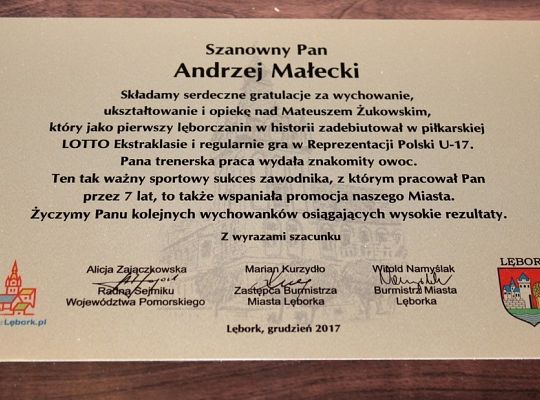 Szanowny Pan
Andrzej Małecki
Składamy serdeczne gratulacje za wychowanie,
ukształtowanie i opiekę nad Mateuszem Żukowskim,
który jako pierwszy lęborczanin w historii zadebiutował w piłkarskiej
LOTTO Ekstraklasie i regularnie gra w Reprezentacji Polski U-17.
Pana trenerska praca wydała znakomity owoc.
Ten tak ważny sportowy sukces zawodnika, z którym pracował Pan
przez 7 lat, to także wspaniała promocja naszego Miasta.
Życzymy Panu kolejnych wychowanków osiągających wysokie rezultaty.
Z wyrazami szacunku
Alicja Zajączkowska Marian Kurzydło Witold Namyślak
Radna Sejmiku Zastępca Burmistrza Burmistrz Miasta
Województwa Pomorskiego Miasta Lęborka Lęborka
Lębork.pl
LĘBOR
Lębork, grudzień 2017